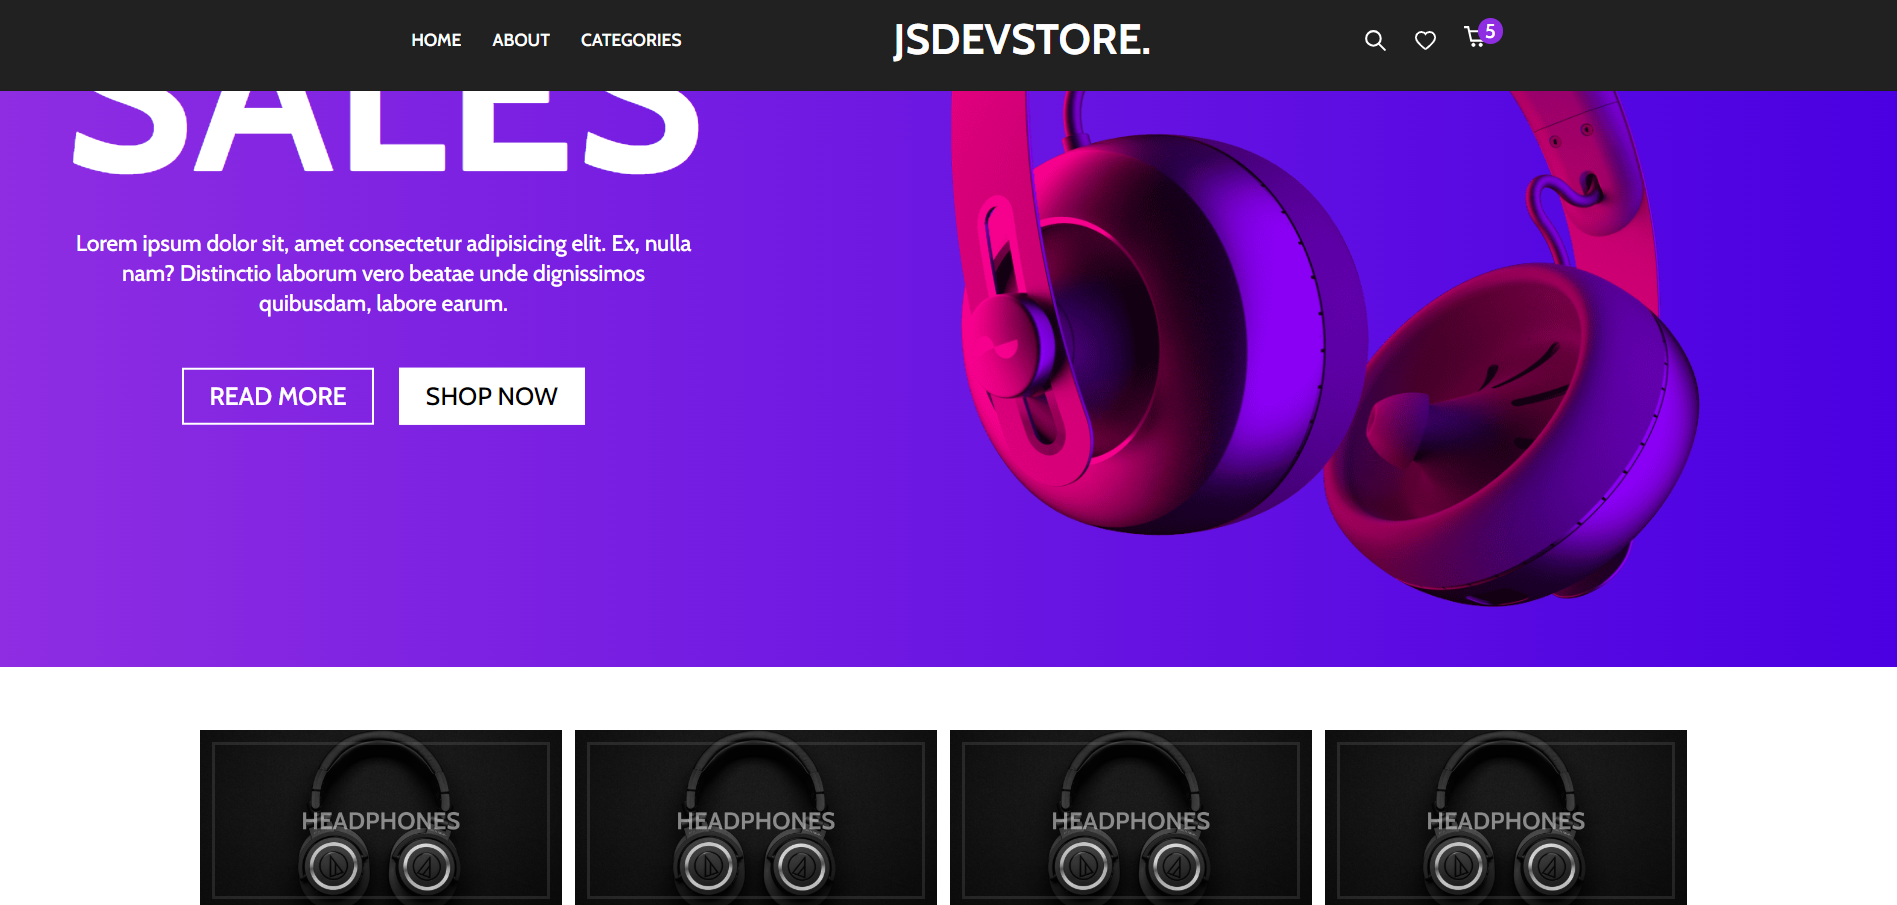 HOME ABOUT CATEGORIES JSDEVSTORE. 5
SALES
Lorem ipsum dolor sit, amet consectetur adipisicing elit. Ex, nulla
nam? Distinctio laborum vero beatae unde dignissimos
quibusdam, labore earum.
READ MORE SHOP NOW
HEADPHONES HEADPHONES HEADPHONES HEADPHONES